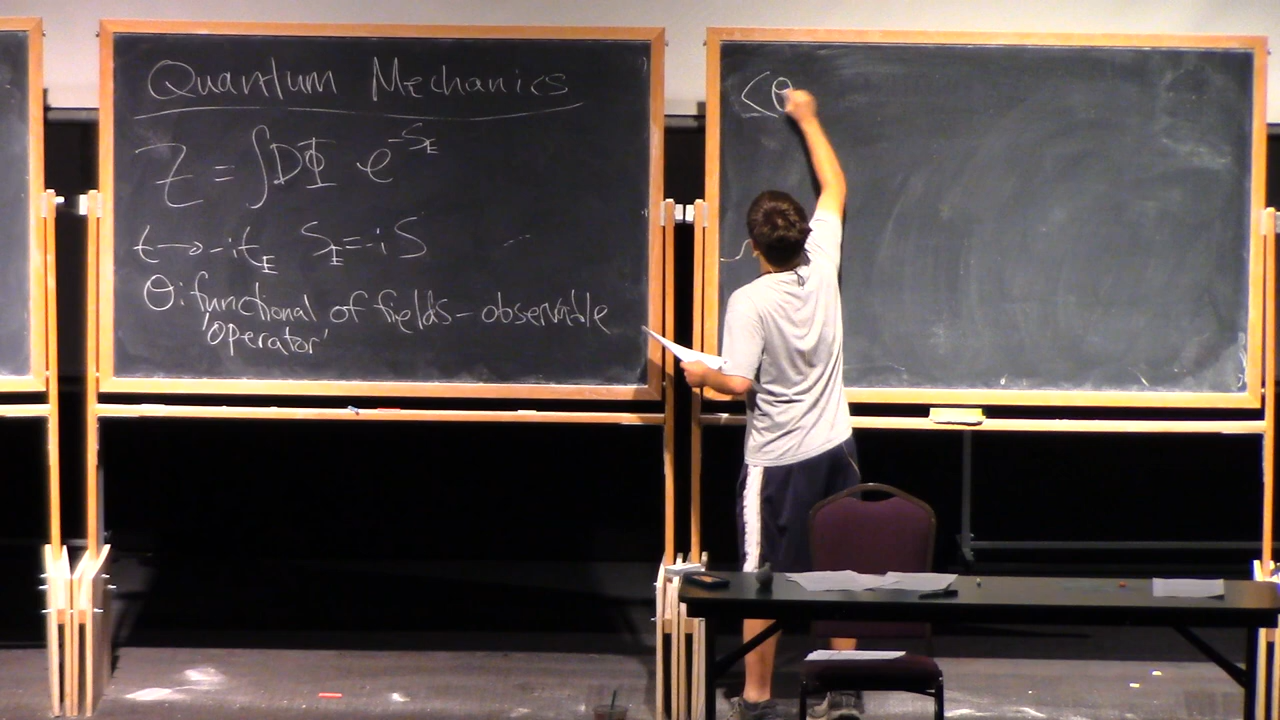 Quantum Mechanics
Z = ∫DΦ e^{-S_E}
t → -it_E  S_E = -iS
O: functional of fields - observable
'operator'
<O